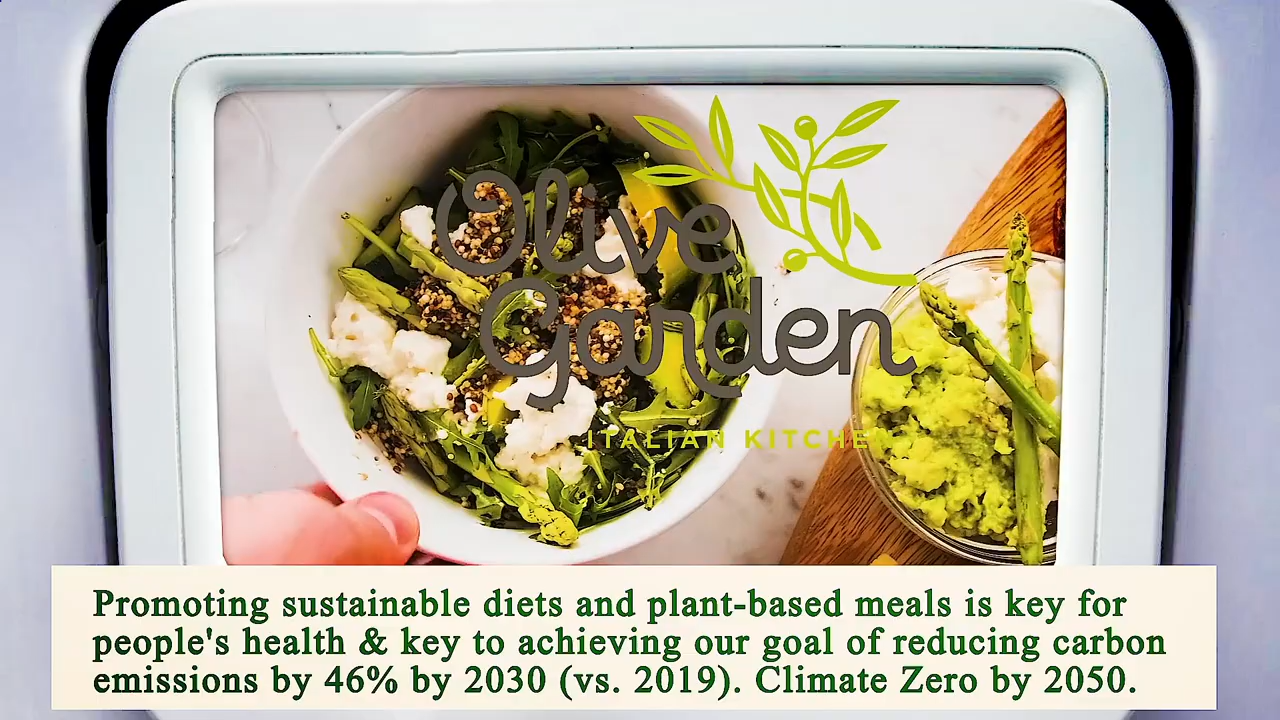 Olive
Garden
ITALIAN KITCHEN
Promoting sustainable diets and plant-based meals is key for
people's health & key to achieving our goal of reducing carbon
emissions by 46% by 2030 (vs. 2019). Climate Zero by 2050.